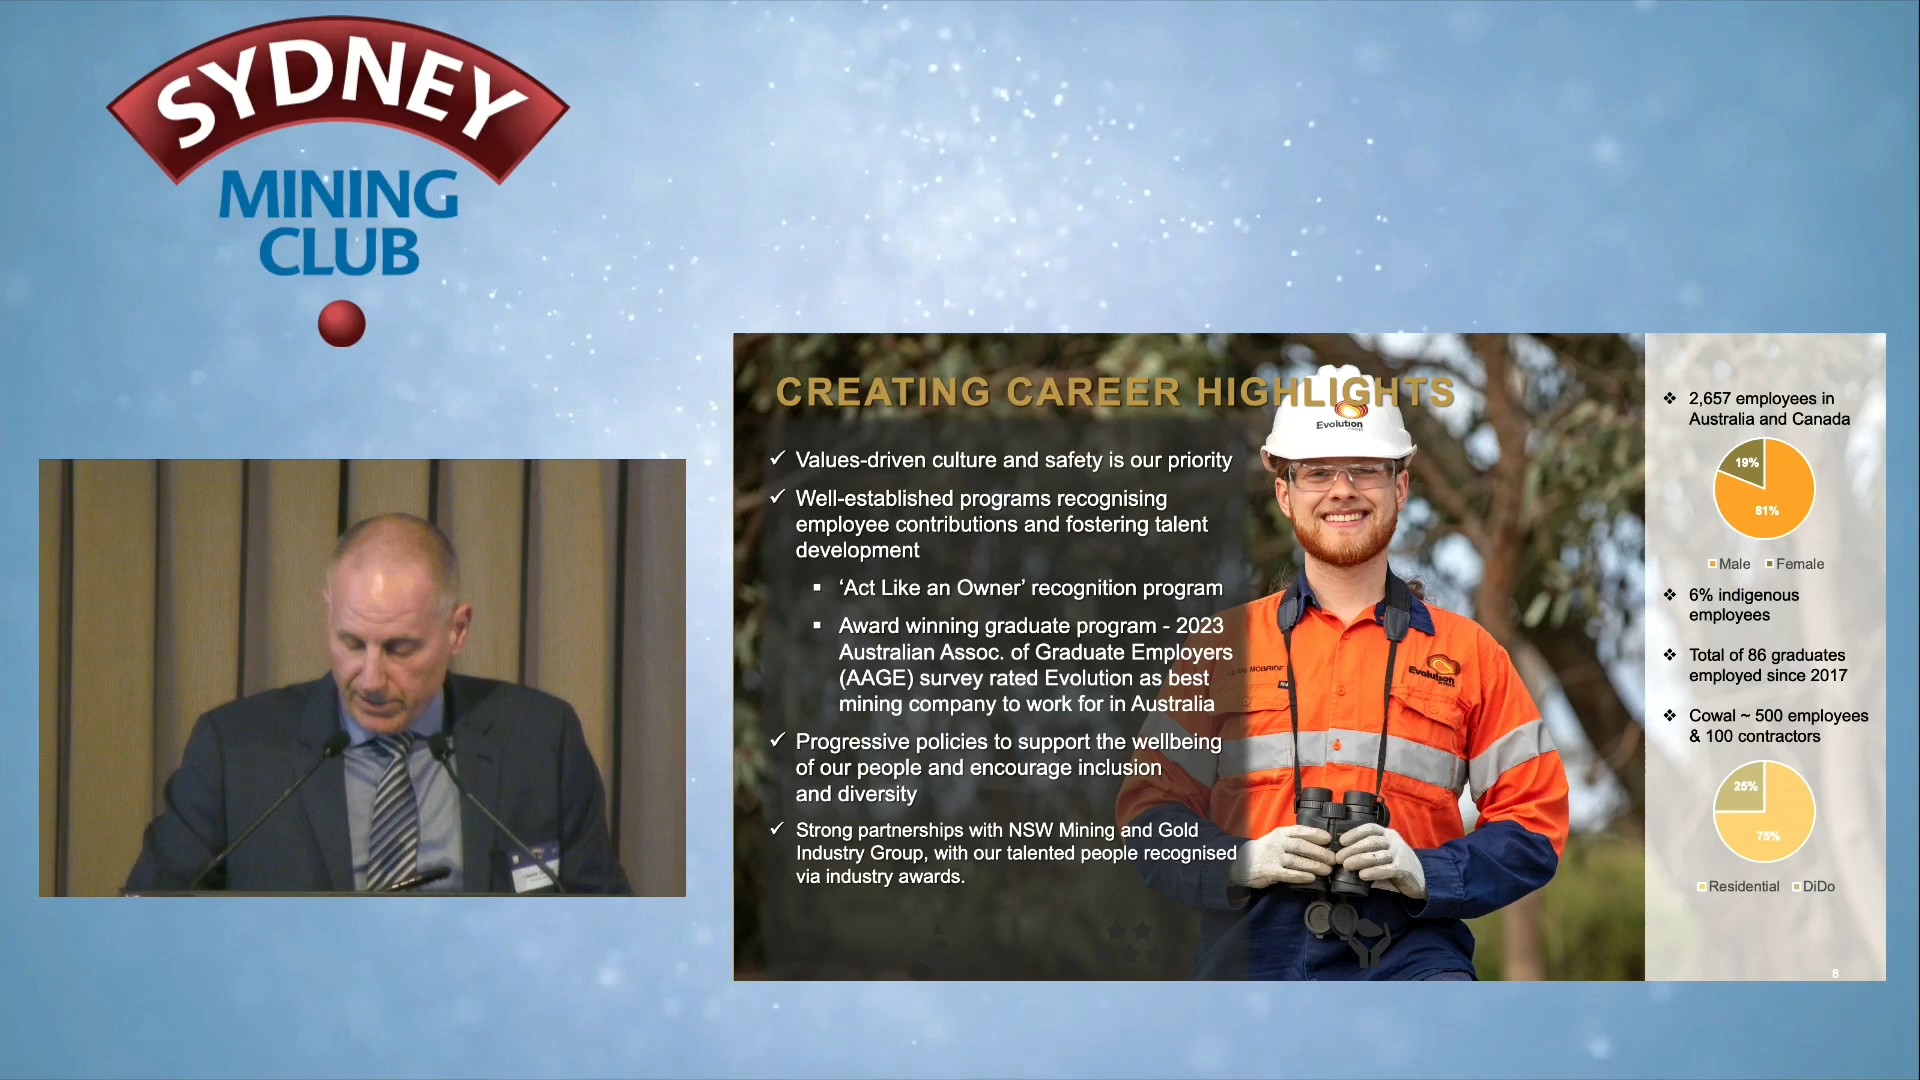 SYDNEY
MINING
CLUB
CREATING CAREER HIGHLIGHTS
Evolution
✓ Values-driven culture and safety is our priority
✓ Well-established programs recognising
employee contributions and fostering talent
development
▪ ‘Act Like an Owner’ recognition program
▪ Award winning graduate program - 2023
Australian Assoc. of Graduate Employers
(AAGE) survey rated Evolution as best
mining company to work for in Australia
✓ Progressive policies to support the wellbeing
of our people and encourage inclusion
and diversity
✓ Strong partnerships with NSW Mining and Gold
Industry Group, with our talented people recognised
via industry awards.
MCBRIDE
Evolution
❖ 2,657 employees in
Australia and Canada
19%
81%
Male Female
❖ 6% indigenous
employees
❖ Total of 86 graduates
employed since 2017
❖ Cowal ~ 500 employees
& 100 contractors
25%
75%
Residential DiDo
8